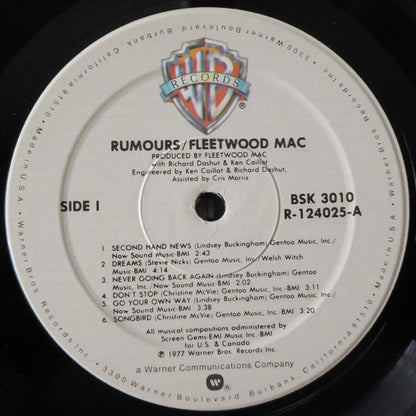 3300 Warner Boulevard Burbank, California 91510 • Made in U.S.A. • Warner Bros Records Inc.,
3300 Warner Boulevard Burbank, California 91510 • Made in U.S.A. • Warner Bros Records Inc.,
WB
RECORDS
®
RUMOURS/FLEETWOOD MAC
PRODUCED BY FLEETWOOD MAC
with Richard Dashut & Ken Caillat
Engineered by Ken Caillat & Richard Dashut,
Assisted by Cris Morris
SIDE I
BSK 3010
R-124025-A
1. SECOND HAND NEWS (Lindsey Buckingham) Gentoo Music, Inc./
Now Sound Music-BMI 2:43
2. DREAMS (Stevie Nicks) Gentoo Music, Inc./ Welsh Witch
Music-BMI 4:14
3. NEVER GOING BACK AGAIN (Lindsey Buckingham) Gentoo
Music, Inc./Now Sound Music-BMI 2:02
4. DON'T STOP (Christine McVie) Gentoo Music, Inc.-BMI 3:11
5. GO YOUR OWN WAY (Lindsey Buckingham) Gentoo Music, Inc./
Now Sound Music-BMI 3:38
6. SONGBIRD (Christine McVie) Gentoo Music, Inc.-BMI 3:20
All musical compositions administered by
Screen Gems-EMI Music-BMI
for U.S. & Canada
℗ 1977 Warner Bros. Records Inc.
a Warner Communications Company